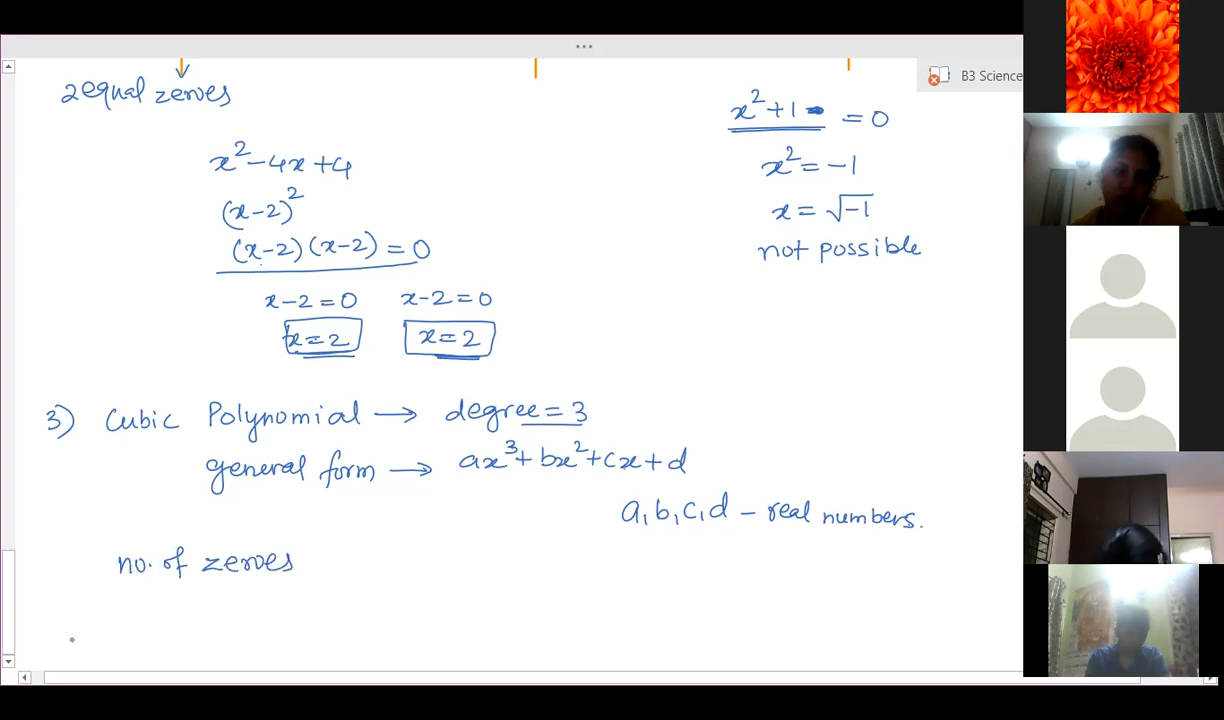 B3 Science
2equal zeroes
x² - 4x + 4
(x-2)²
(x-2)(x-2) = 0
x-2=0 x-2=0
x=2 x=2
x²+1 = 0
x² = -1
x = √-1
not possible
3) Cubic Polynomial → degree = 3
general form → ax³+bx²+cx+d
a, b, c, d - real numbers.
no. of zeroes